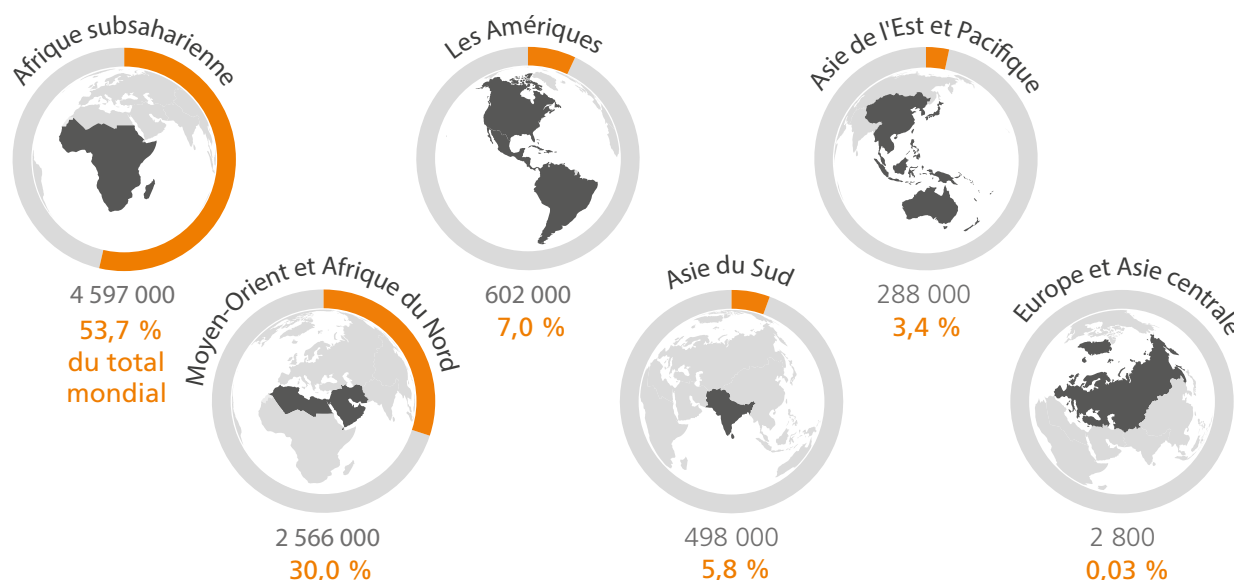 Afrique subsaharienne
4 597 000
53,7 %
du total
mondial
Moyen-Orient et Afrique du Nord
2 566 000
30,0 %
Les Amériques
602 000
7,0 %
Asie du Sud
498 000
5,8 %
Asie de l'Est et Pacifique
288 000
3,4 %
Europe et Asie centrale
2 800
0,03 %